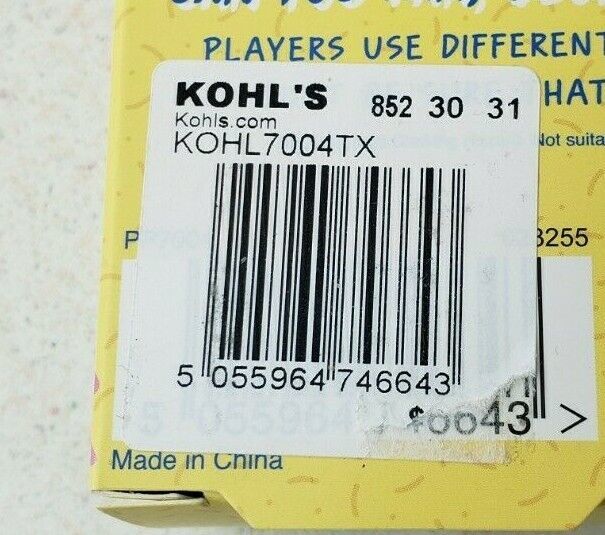 PLAYERS USE DIFFERENT
KOHL'S 852 30 31
HAT
Kohls.com
KOHL7004TX
Not suita
3255
5 055964 746643
$
6643 >
Made in China